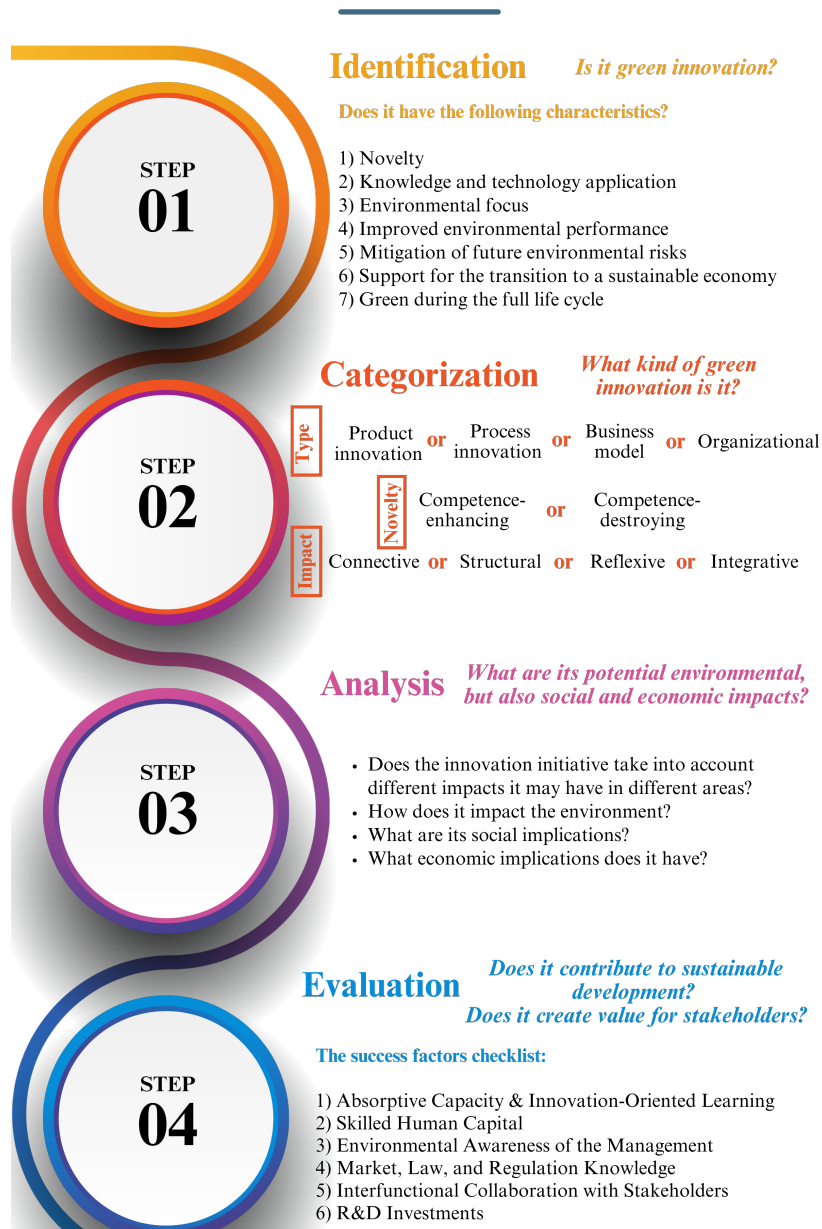 Identification
Is it green innovation?
Does it have the following characteristics?
STEP
01
1) Novelty
2) Knowledge and technology application
3) Environmental focus
4) Improved environmental performance
5) Mitigation of future environmental risks
6) Support for the transition to a sustainable economy
7) Green during the full life cycle
Categorization
What kind of green
innovation is it?
STEP
02
Type
Product
innovation
or
Process
innovation
or
Business
model
or
Organizational
Novelty
Competence-
enhancing
or
Competence-
destroying
Impact
Connective or Structural or Reflexive or Integrative
Analysis
What are its potential environmental,
but also social and economic impacts?
STEP
03
• Does the innovation initiative take into account
different impacts it may have in different areas?
• How does it impact the environment?
• What are its social implications?
• What economic implications does it have?
Evaluation
Does it contribute to sustainable
development?
Does it create value for stakeholders?
The success factors checklist:
STEP
04
1) Absorptive Capacity & Innovation-Oriented Learning
2) Skilled Human Capital
3) Environmental Awareness of the Management
4) Market, Law, and Regulation Knowledge
5) Interfunctional Collaboration with Stakeholders
6) R&D Investments